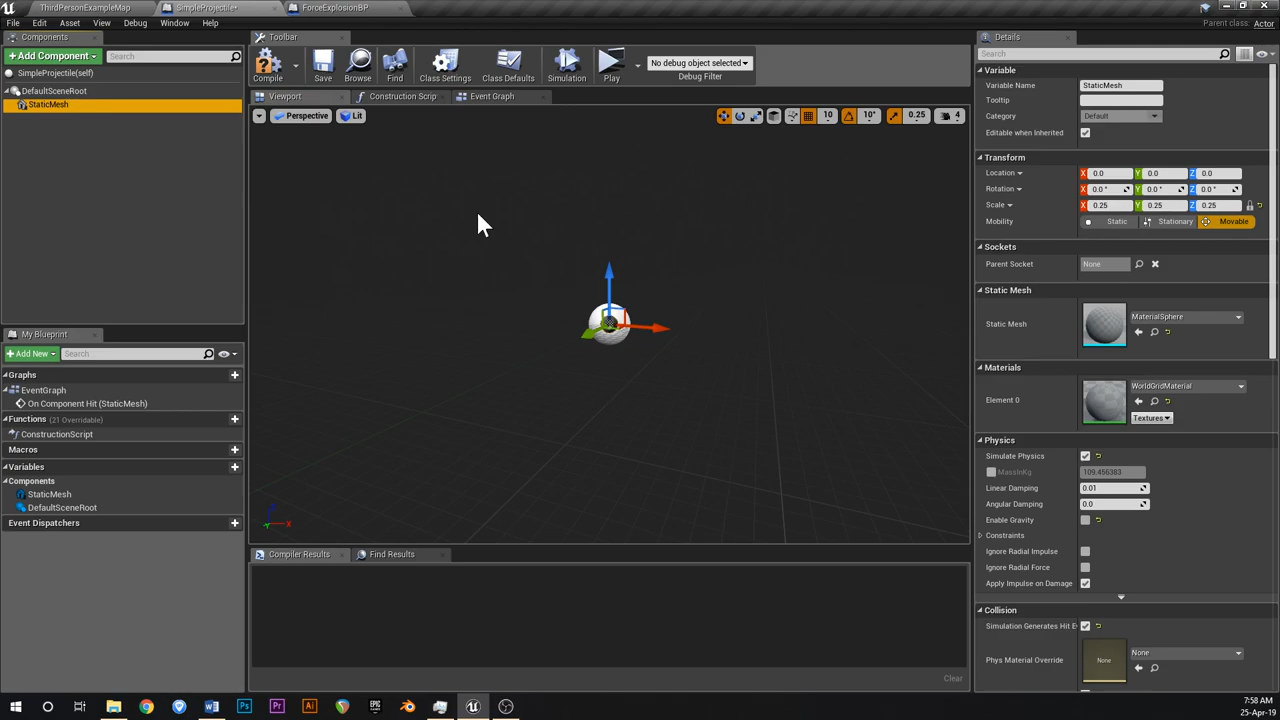 ThirdPersonExampleMap
SimpleProjectile*
ForceExplosionBP
File Edit Asset View Debug Window Help
Parent class: Actor
Components
Toolbar
Details
Add Component
Search
Compile Save Browse Find Class Settings Class Defaults Simulation Play
No debug object selected
Debug Filter
Search
SimpleProjectile(self)
DefaultSceneRoot
StaticMesh
Viewport
Construction Scrip
Event Graph
Perspective
Lit
10
10°
0.25
4
Variable
Variable Name StaticMesh
Tooltip
Category Default
Editable when Inherited
Transform
Location X 0.0 Y 0.0 Z 0.0
Rotation X 0.0 ° Y 0.0 ° Z 0.0 °
Scale X 0.25 Y 0.25 Z 0.25
Mobility Static Stationary Movable
Sockets
Parent Socket None
Static Mesh
Static Mesh MaterialSphere
Materials
Element 0 WorldGridMaterial
Textures
Physics
Simulate Physics
MassInKg 109.456383
Linear Damping 0.01
Angular Damping 0.0
Enable Gravity
Constraints
Ignore Radial Impulse
Ignore Radial Force
Apply Impulse on Damage
Collision
Simulation Generates Hit E
Phys Material Override None None
My Blueprint
Add New
Search
Graphs
EventGraph
On Component Hit (StaticMesh)
Functions (21 Overridable)
ConstructionScript
Macros
Variables
Components
StaticMesh
DefaultSceneRoot
Event Dispatchers
X
Compiler Results
Find Results
Clear
7:58 AM
25-Apr-19